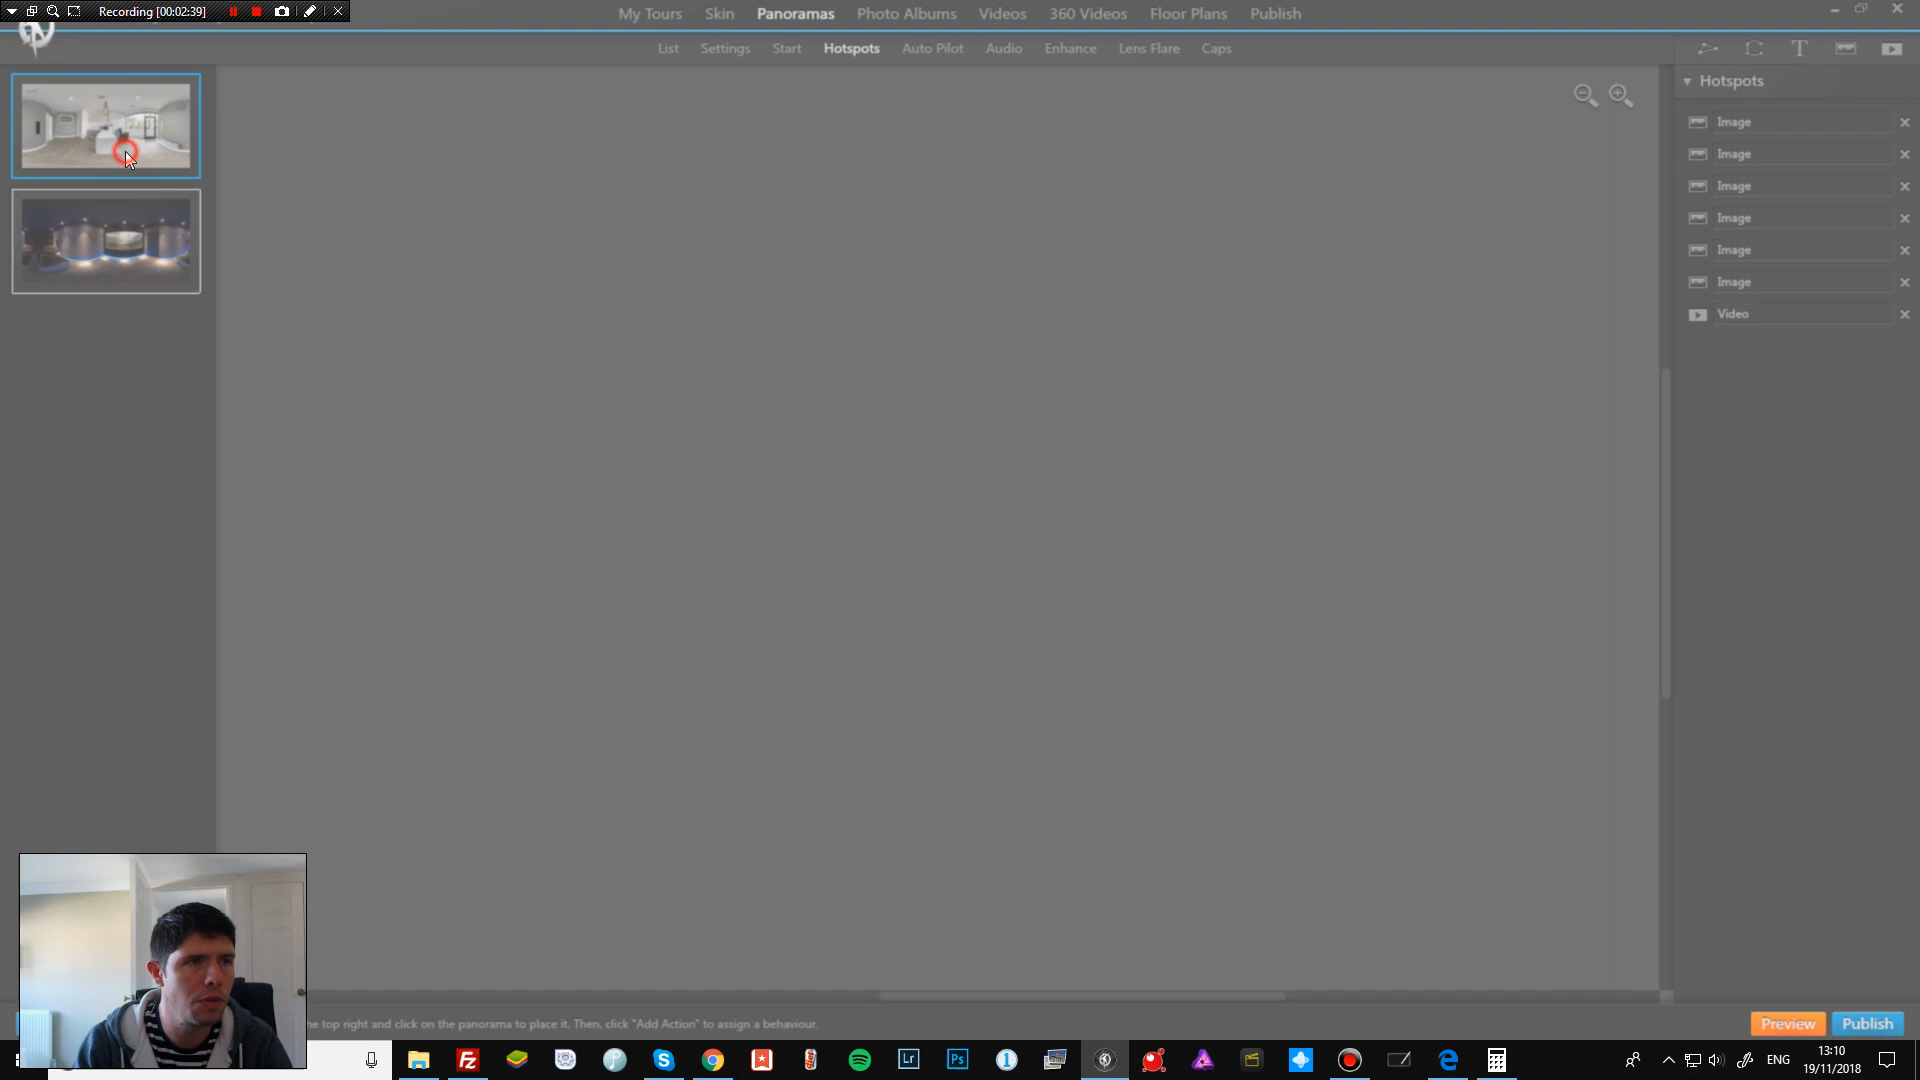 Recording [00:02:39]
My Tours Skin Panoramas Photo Albums Videos 360 Videos Floor Plans Publish
List Settings Start Hotspots Auto Pilot Audio Enhance Lens Flare Caps
T
Hotspots
Image
Image
Image
Image
Image
Image
Video
he top right and click on the panorama to place it. Then, click "Add Action" to assign a behaviour.
Preview Publish
Fz
Lr
Ps
ENG
13:10
19/11/2018